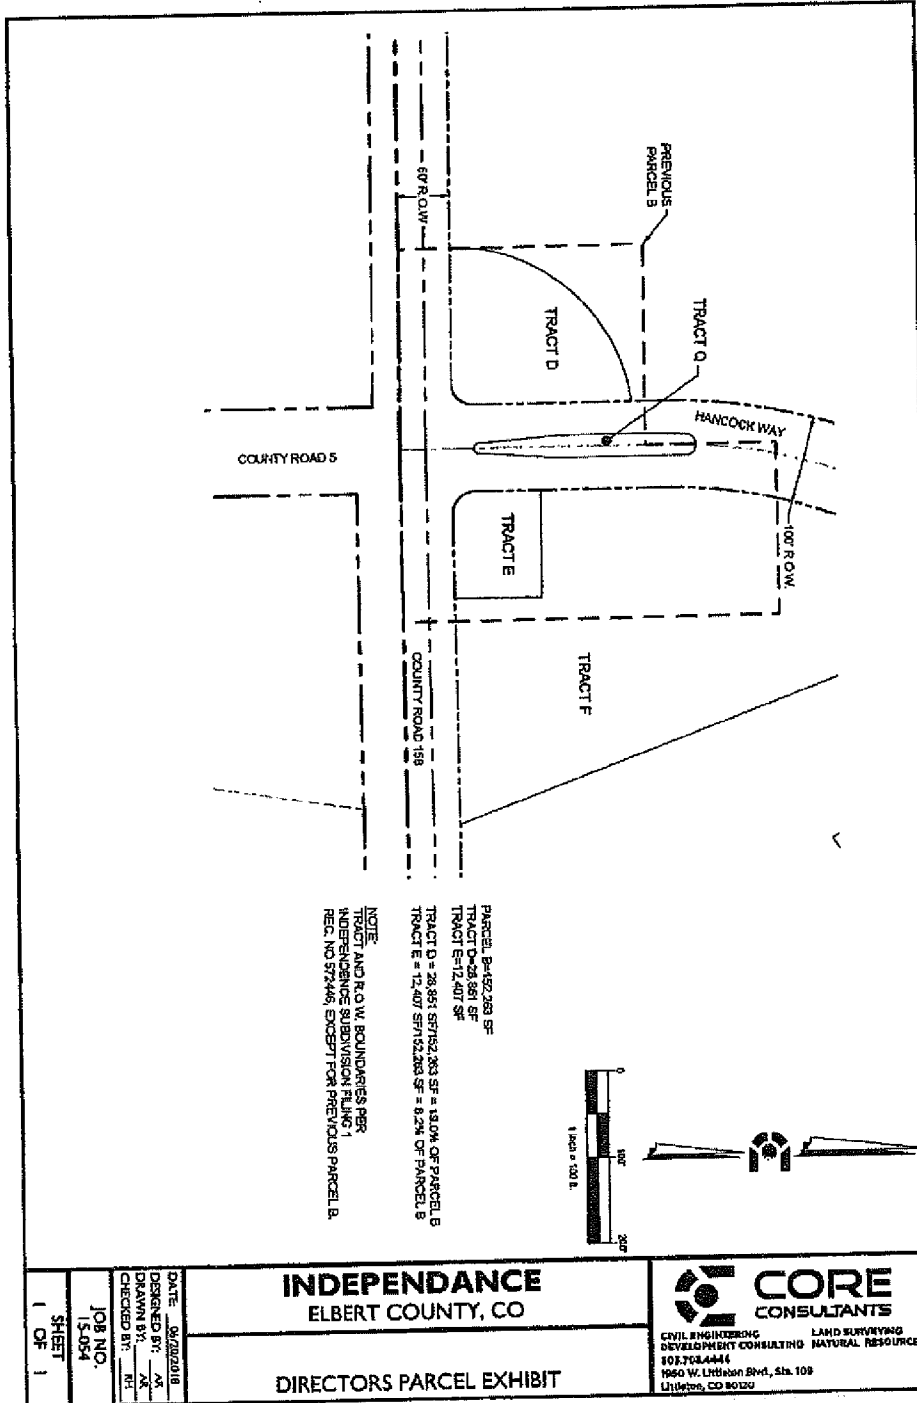 PREVIOUS
PARCEL B
60' R.O.W
TRACT D
TRACT Q
HANCOCK WAY
COUNTY ROAD 5
TRACT E
100' R.O.W.
COUNTY ROAD 158
TRACT F
PARCEL B=152,263 SF
TRACT D=28,851 SF
TRACT E=12,407 SF
TRACT D = 28,851 SF/152,263 SF = 19.0% OF PARCEL B
TRACT E = 12,407 SF/152,263 SF = 8.2% OF PARCEL B
NOTE:
TRACT AND R.O.W. BOUNDARIES PER
INDEPENDENCE SUBDIVISION FILING 1
REC. NO 572446, EXCEPT FOR PREVIOUS PARCEL B.
0 100' 200'
1 inch = 100 ft.
INDEPENDANCE
ELBERT COUNTY, CO
DIRECTORS PARCEL EXHIBIT
CORE
CONSULTANTS
CIVIL ENGINEERING LAND SURVEYING
DEVELOPMENT CONSULTING NATURAL RESOURCE
303.703.4444
1950 W. Littleton Blvd., Ste. 109
Littleton, CO 80120
DATE:
DESIGNED BY: AR
DRAWN BY: AR
CHECKED BY: RH
JOB NO.
15-054
SHEET
1 OF 1